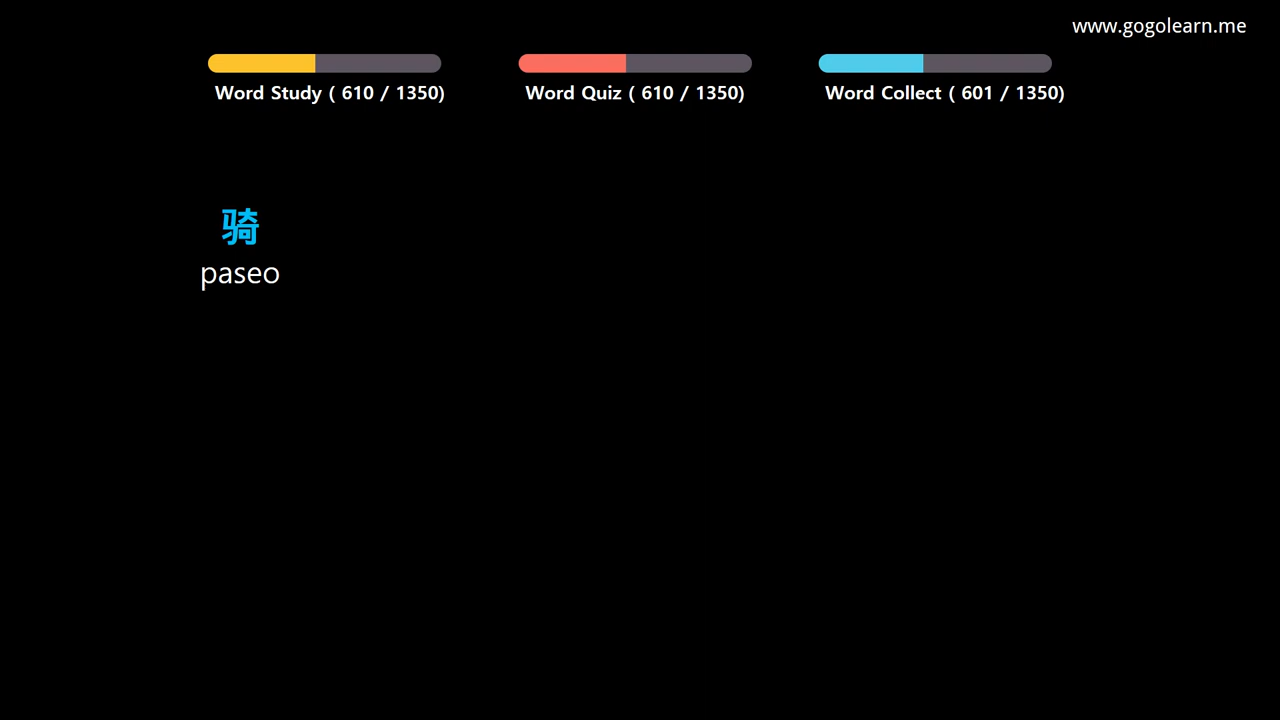 www.gogolearn.me
Word Study ( 610 / 1350)
Word Quiz ( 610 / 1350)
Word Collect ( 601 / 1350)
骑
paseo